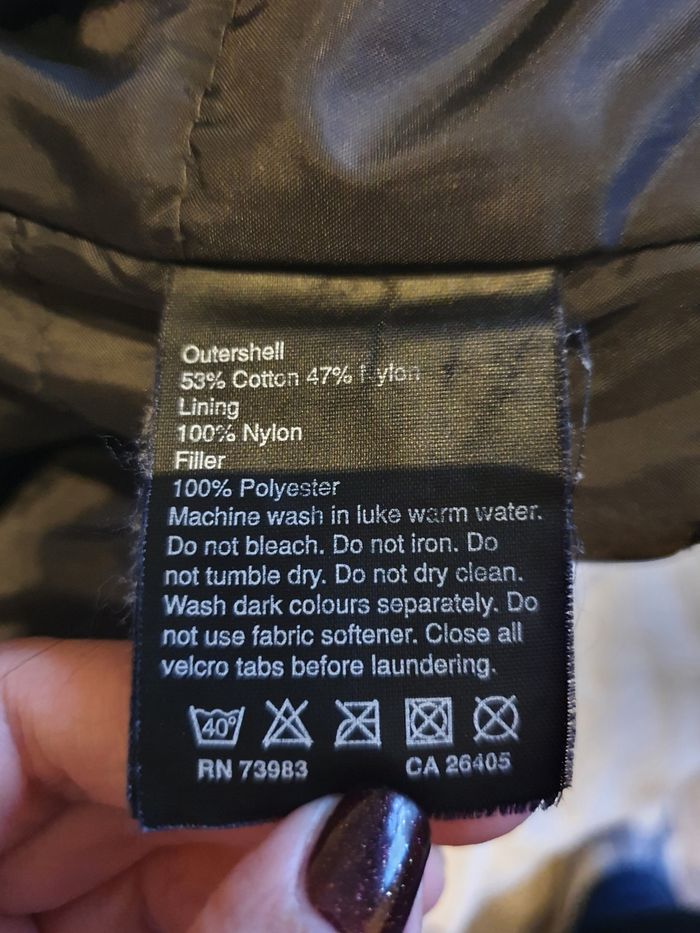 Outershell
53% Cotton 47% Nylon
Lining
100% Nylon
Filler
100% Polyester
Machine wash in luke warm water.
Do not bleach. Do not iron. Do
not tumble dry. Do not dry clean.
Wash dark colours separately. Do
not use fabric softener. Close all
velcro tabs before laundering.
40°
RN 73983 CA 26405